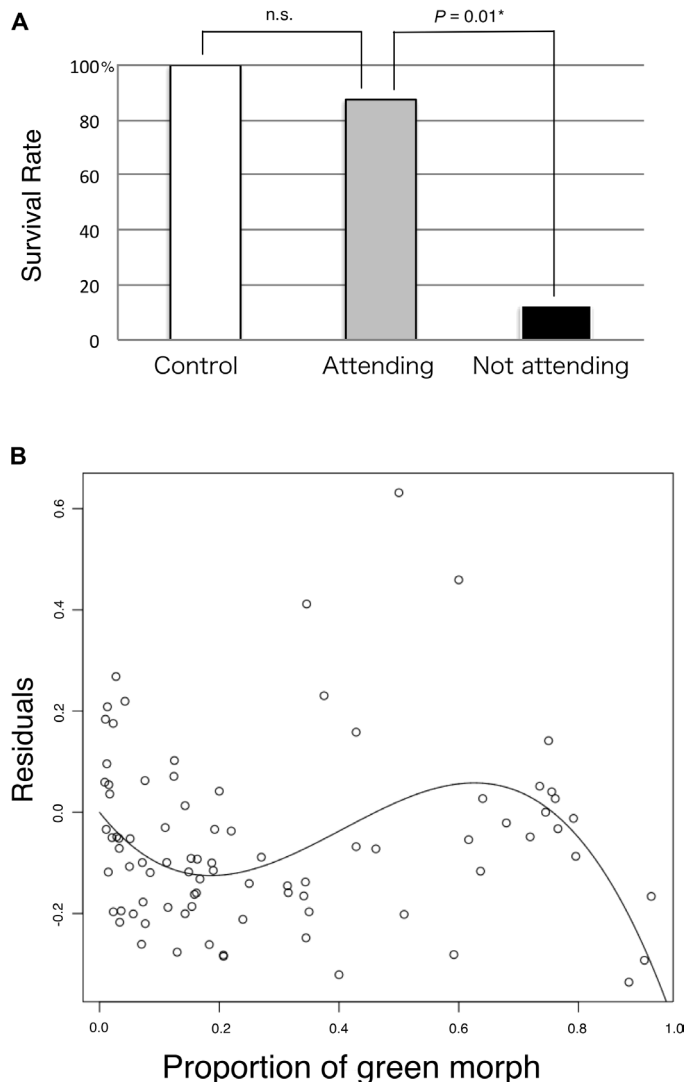 A
n.s.
P = 0.01*
100%
80
60
40
20
0
Survival Rate
Control
Attending
Not attending
B
0.6
0.4
0.2
0.0
-0.2
Residuals
0.0
0.2
0.4
0.6
0.8
1.0
Proportion of green morph